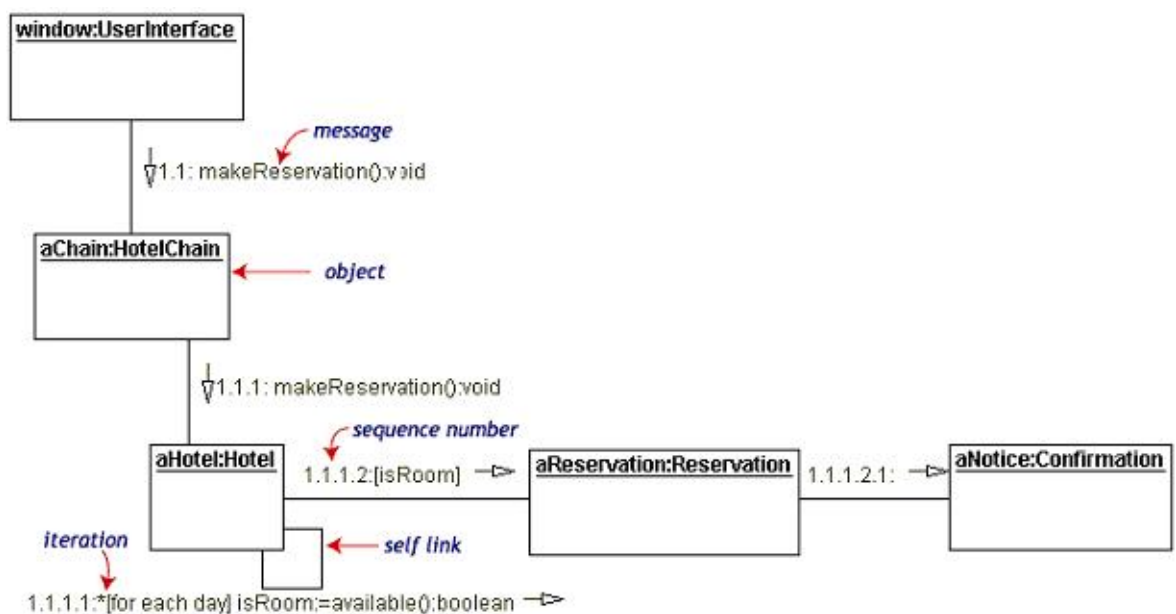 window:UserInterface
message
1.1: makeReservation():void
aChain:HotelChain
object
1.1.1: makeReservation():void
sequence number
aHotel:Hotel
1.1.1.2:[isRoom]
aReservation:Reservation
1.1.1.2.1:
aNotice:Confirmation
iteration
self link
1.1.1.1:*[for each day] isRoom:=available():boolean